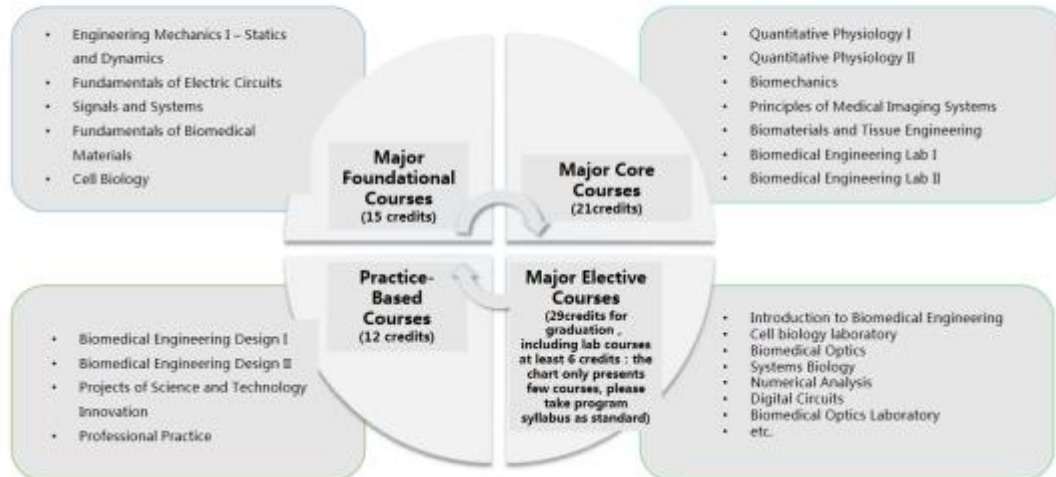 • Engineering Mechanics I – Statics
and Dynamics
• Fundamentals of Electric Circuits
• Signals and Systems
• Fundamentals of Biomedical
Materials
• Cell Biology
Major
Foundational
Courses
(15 credits)
• Quantitative Physiology I
• Quantitative Physiology II
• Biomechanics
• Principles of Medical Imaging Systems
• Biomaterials and Tissue Engineering
• Biomedical Engineering Lab I
• Biomedical Engineering Lab II
Major Core
Courses
(21credits)
• Biomedical Engineering Design I
• Biomedical Engineering Design II
• Projects of Science and Technology
Innovation
• Professional Practice
Practice-
Based
Courses
(12 credits)
Major Elective
Courses
(29credits for
graduation ,
including lab courses
at least 6 credits : the
chart only presents
few courses, please
take program
syllabus as standard)
• Introduction to Biomedical Engineering
• Cell biology laboratory
• Biomedical Optics
• Systems Biology
• Numerical Analysis
• Digital Circuits
• Biomedical Optics Laboratory
• etc.